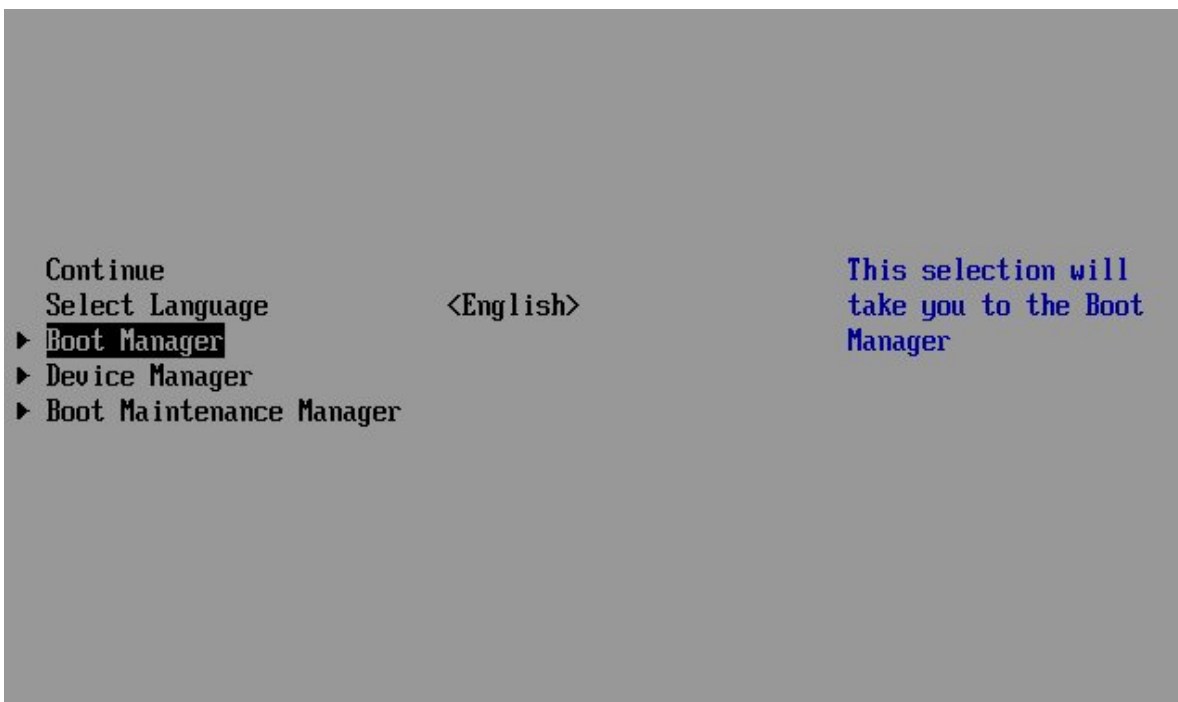 Continue
Select Language <English>
Boot Manager
Device Manager
Boot Maintenance Manager
This selection will
take you to the Boot
Manager